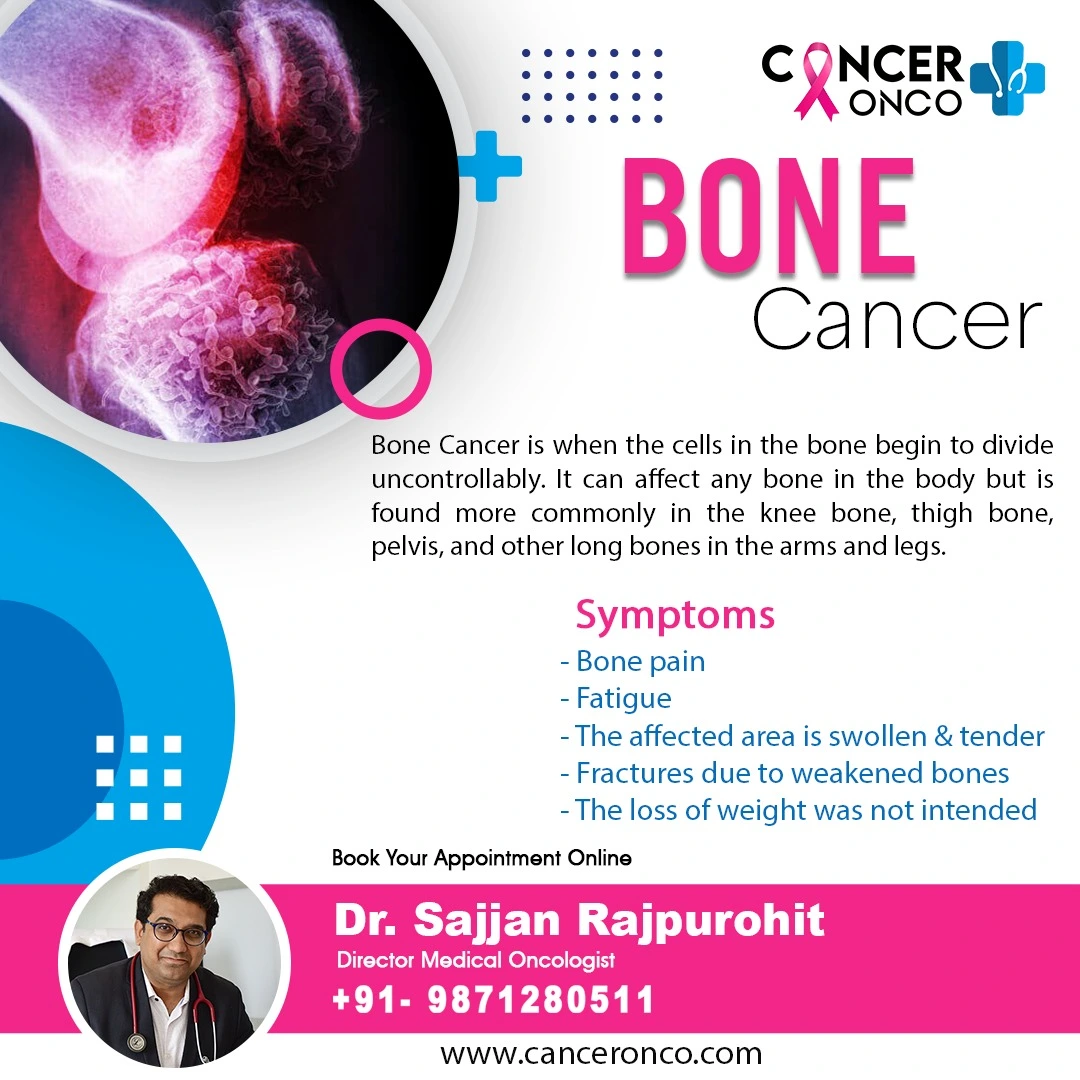 CANCER
ONCO
BONE
Cancer
Bone Cancer is when the cells in the bone begin to divide
uncontrollably. It can affect any bone in the body but is
found more commonly in the knee bone, thigh bone,
pelvis, and other long bones in the arms and legs.
Symptoms
- Bone pain
- Fatigue
- The affected area is swollen & tender
- Fractures due to weakened bones
- The loss of weight was not intended
Book Your Appointment Online
Dr. Sajjan Rajpurohit
Director Medical Oncologist
+91- 9871280511
www.canceronco.com